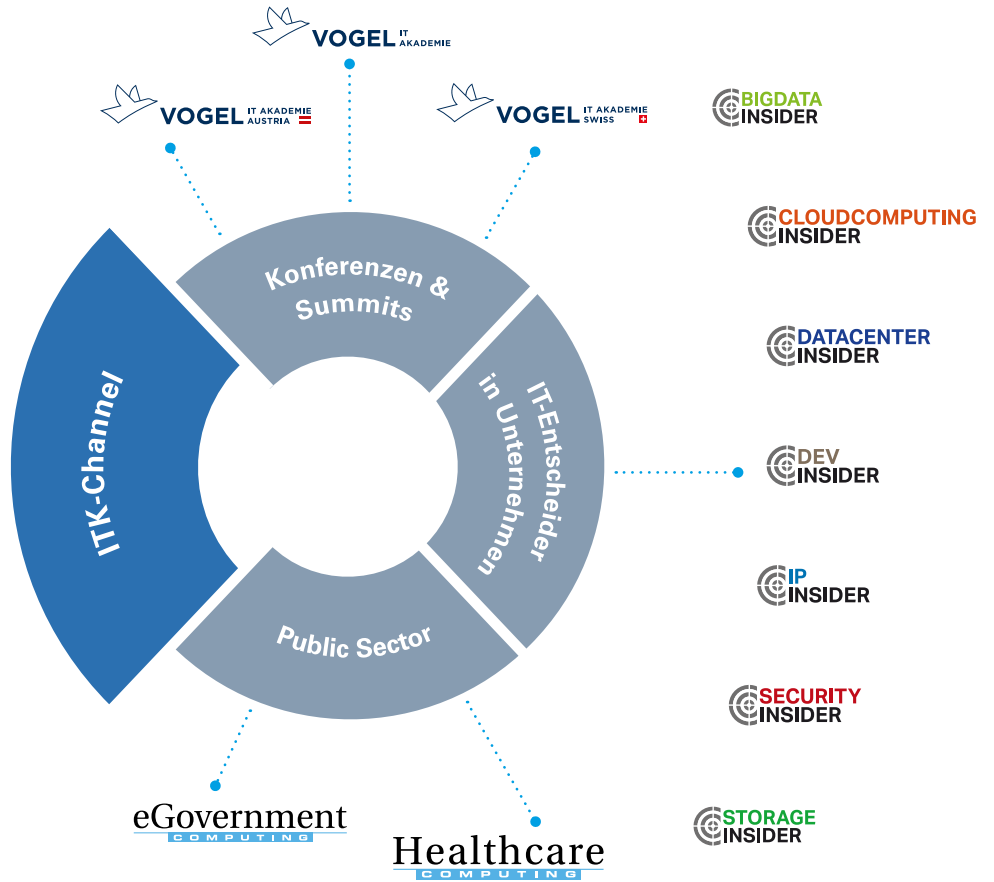 VOGEL IT AKADEMIE
VOGEL IT AKADEMIE AUSTRIA
VOGEL IT AKADEMIE SWISS
BIGDATA
INSIDER
CLOUDCOMPUTING
INSIDER
DATACENTER
INSIDER
DEV
INSIDER
IP
INSIDER
SECURITY
INSIDER
STORAGE
INSIDER
Konferenzen &
Summits
IT-Entscheider
in Unternehmen
ITK-Channel
Public Sector
eGovernment
COMPUTING
Healthcare
COMPUTING